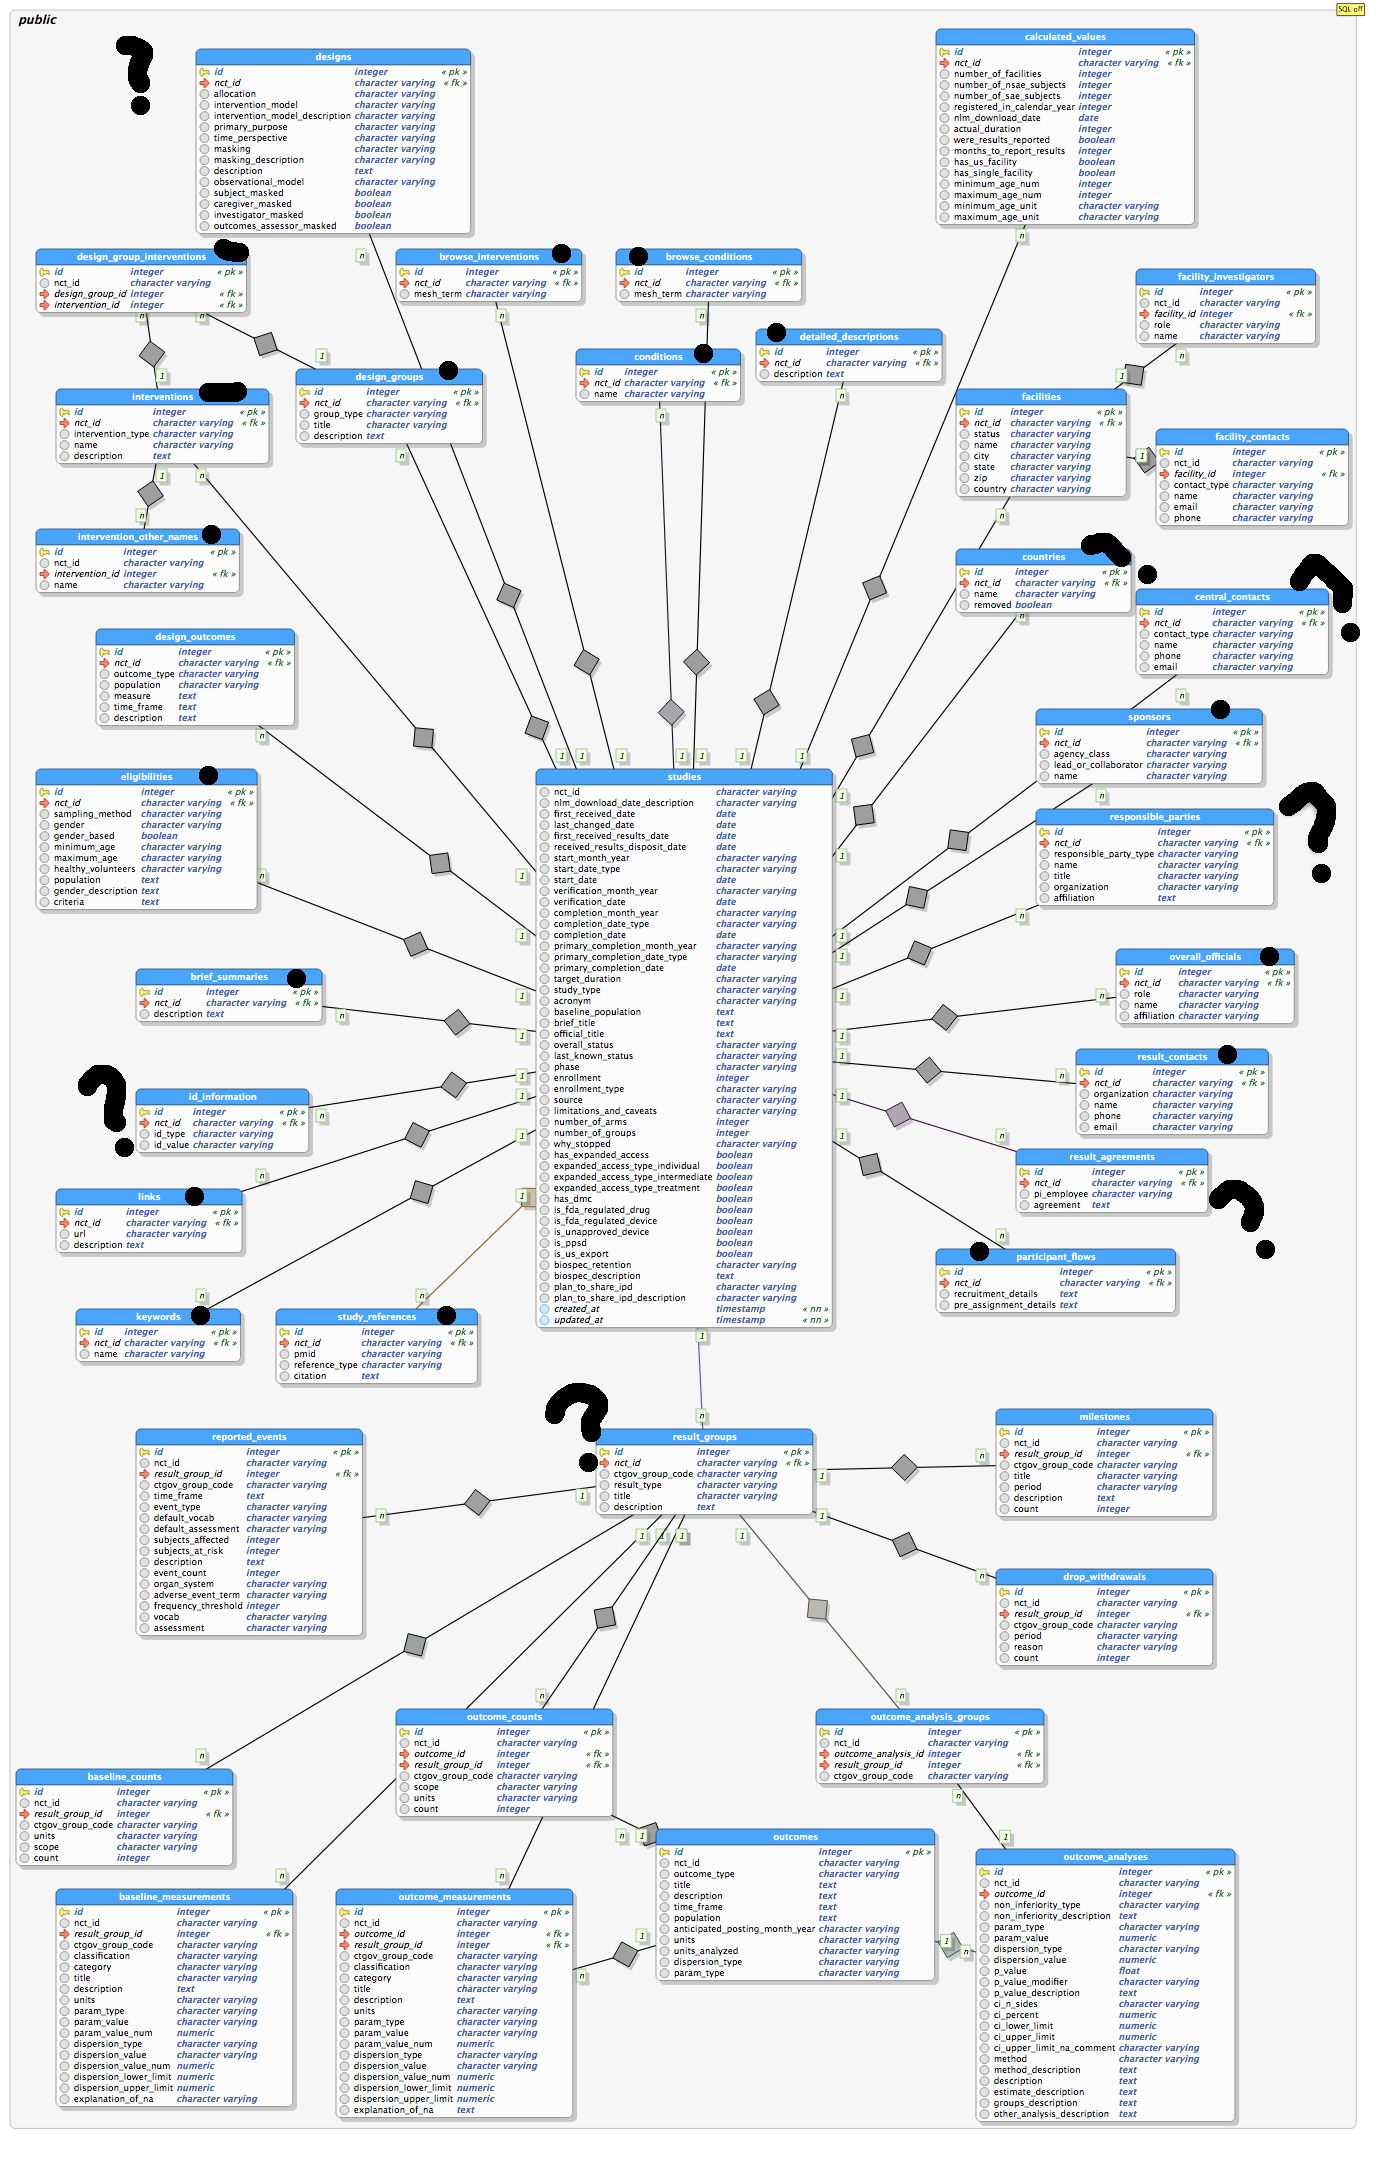 public
SQL off
designs
id integer « pk »
nct_id character varying « fk »
allocation character varying
intervention_model character varying
intervention_model_description character varying
primary_purpose character varying
time_perspective character varying
masking character varying
masking_description character varying
description text
observational_model character varying
subject_masked boolean
caregiver_masked boolean
investigator_masked boolean
outcomes_assessor_masked boolean
calculated_values
id integer « pk »
nct_id character varying « fk »
number_of_facilities integer
number_of_nsae_subjects integer
number_of_sae_subjects integer
registered_in_calendar_year integer
nlm_download_date date
actual_duration integer
were_results_reported boolean
months_to_report_results integer
has_us_facility boolean
has_single_facility boolean
minimum_age_num integer
maximum_age_num integer
minimum_age_unit character varying
maximum_age_unit character varying
design_group_interventions
id integer « pk »
nct_id character varying
design_group_id integer « fk »
intervention_id integer « fk »
browse_interventions
id integer « pk »
nct_id character varying « fk »
mesh_term character varying
browse_conditions
id integer « pk »
nct_id character varying « fk »
mesh_term character varying
facility_investigators
id integer « pk »
nct_id character varying
facility_id integer « fk »
role character varying
name character varying
detailed_descriptions
id integer « pk »
nct_id character varying « fk »
description text
conditions
id integer « pk »
nct_id character varying « fk »
name character varying
design_groups
id integer « pk »
nct_id character varying « fk »
group_type character varying
title character varying
description text
interventions
id integer « pk »
nct_id character varying « fk »
intervention_type character varying
name character varying
description text
facilities
id integer « pk »
nct_id character varying « fk »
status character varying
name character varying
city character varying
state character varying
zip character varying
country character varying
facility_contacts
id integer « pk »
nct_id character varying
facility_id integer « fk »
contact_type character varying
name character varying
email character varying
phone character varying
intervention_other_names
id integer « pk »
nct_id character varying
intervention_id integer « fk »
name character varying
countries
id integer « pk »
nct_id character varying « fk »
name character varying
removed boolean
central_contacts
id integer « pk »
nct_id character varying « fk »
contact_type character varying
name character varying
phone character varying
email character varying
design_outcomes
id integer « pk »
nct_id character varying « fk »
outcome_type character varying
population character varying
measure text
time_frame text
description text
sponsors
id integer « pk »
nct_id character varying « fk »
agency_class character varying
lead_or_collaborator character varying
name character varying
eligibilities
id integer « pk »
nct_id character varying « fk »
sampling_method character varying
gender character varying
gender_based boolean
minimum_age character varying
maximum_age character varying
healthy_volunteers character varying
population text
gender_description text
criteria text
studies
nct_id character varying
nlm_download_date_description character varying
first_received_date date
last_changed_date date
first_received_results_date date
received_results_disposit_date date
start_month_year character varying
start_date_type character varying
start_date date
verification_month_year character varying
verification_date date
completion_month_year character varying
completion_date_type character varying
completion_date date
primary_completion_month_year character varying
primary_completion_date_type character varying
primary_completion_date date
target_duration character varying
study_type character varying
acronym character varying
baseline_population text
brief_title text
official_title text
overall_status character varying
last_known_status character varying
phase character varying
enrollment integer
enrollment_type character varying
source character varying
limitations_and_caveats character varying
number_of_arms integer
number_of_groups integer
why_stopped character varying
has_expanded_access boolean
expanded_access_type_individual boolean
expanded_access_type_intermediate boolean
expanded_access_type_treatment boolean
has_dmc boolean
is_fda_regulated_drug boolean
is_fda_regulated_device boolean
is_unapproved_device boolean
is_ppsd boolean
is_us_export boolean
biospec_retention character varying
biospec_description text
plan_to_share_ipd character varying
plan_to_share_ipd_description character varying
created_at timestamp « nn »
updated_at timestamp « nn »
responsible_parties
id integer « pk »
nct_id character varying « fk »
responsible_party_type character varying
name character varying
title character varying
organization character varying
affiliation text
overall_officials
id integer « pk »
nct_id character varying « fk »
role character varying
name character varying
affiliation character varying
brief_summaries
id integer « pk »
nct_id character varying « fk »
description text
result_contacts
id integer « pk »
nct_id character varying « fk »
organization character varying
name character varying
phone character varying
email character varying
id_information
id integer « pk »
nct_id character varying « fk »
id_type character varying
id_value character varying
result_agreements
id integer « pk »
nct_id character varying « fk »
pi_employee character varying
agreement text
links
id integer « pk »
nct_id character varying « fk »
url character varying
description text
participant_flows
id integer « pk »
nct_id character varying « fk »
recruitment_details text
pre_assignment_details text
keywords
id integer « pk »
nct_id character varying « fk »
name character varying
study_references
id integer « pk »
nct_id character varying « fk »
pmid character varying
reference_type character varying
citation text
reported_events
id integer « pk »
nct_id character varying
result_group_id integer « fk »
ctgov_group_code character varying
time_frame text
event_type character varying
default_vocab character varying
default_assessment character varying
subjects_affected integer
subjects_at_risk integer
description text
event_count integer
organ_system character varying
adverse_event_term character varying
frequency_threshold integer
vocab character varying
assessment character varying
result_groups
id integer « pk »
nct_id character varying « fk »
ctgov_group_code character varying
result_type character varying
title character varying
description text
milestones
id integer « pk »
nct_id character varying
result_group_id integer « fk »
ctgov_group_code character varying
title character varying
period character varying
description text
count integer
drop_withdrawals
id integer « pk »
nct_id character varying
result_group_id integer « fk »
ctgov_group_code character varying
period character varying
reason character varying
count integer
outcome_counts
id integer « pk »
nct_id character varying
outcome_id integer « fk »
result_group_id integer « fk »
ctgov_group_code character varying
scope character varying
units character varying
count integer
outcome_analysis_groups
id integer « pk »
nct_id character varying
outcome_analysis_id integer « fk »
result_group_id integer « fk »
ctgov_group_code character varying
baseline_counts
id integer « pk »
nct_id character varying
result_group_id integer « fk »
ctgov_group_code character varying
units character varying
scope character varying
count integer
outcomes
id integer « pk »
nct_id character varying
outcome_type character varying
title text
description text
time_frame text
population text
anticipated_posting_month_year character varying
units character varying
units_analyzed character varying
dispersion_type character varying
param_type character varying
outcome_analyses
id integer « pk »
nct_id character varying
outcome_id integer « fk »
non_inferiority_type character varying
non_inferiority_description text
param_type character varying
param_value numeric
dispersion_type character varying
dispersion_value numeric
p_value float
p_value_modifier character varying
p_value_description text
ci_n_sides character varying
ci_percent numeric
ci_lower_limit numeric
ci_upper_limit numeric
ci_upper_limit_na_comment character varying
method character varying
method_description text
description text
estimate_description text
groups_description text
other_analysis_description text
baseline_measurements
id integer « pk »
nct_id character varying
result_group_id integer « fk »
ctgov_group_code character varying
classification character varying
category character varying
title character varying
description text
units character varying
param_type character varying
param_value character varying
param_value_num numeric
dispersion_type character varying
dispersion_value character varying
dispersion_value_num numeric
dispersion_lower_limit numeric
dispersion_upper_limit numeric
explanation_of_na character varying
outcome_measurements
id integer « pk »
nct_id character varying
outcome_id integer « fk »
result_group_id integer « fk »
ctgov_group_code character varying
classification character varying
category character varying
title character varying
description text
units character varying
param_type character varying
param_value character varying
param_value_num numeric
dispersion_type character varying
dispersion_value character varying
dispersion_value_num numeric
dispersion_lower_limit numeric
dispersion_upper_limit numeric
explanation_of_na text